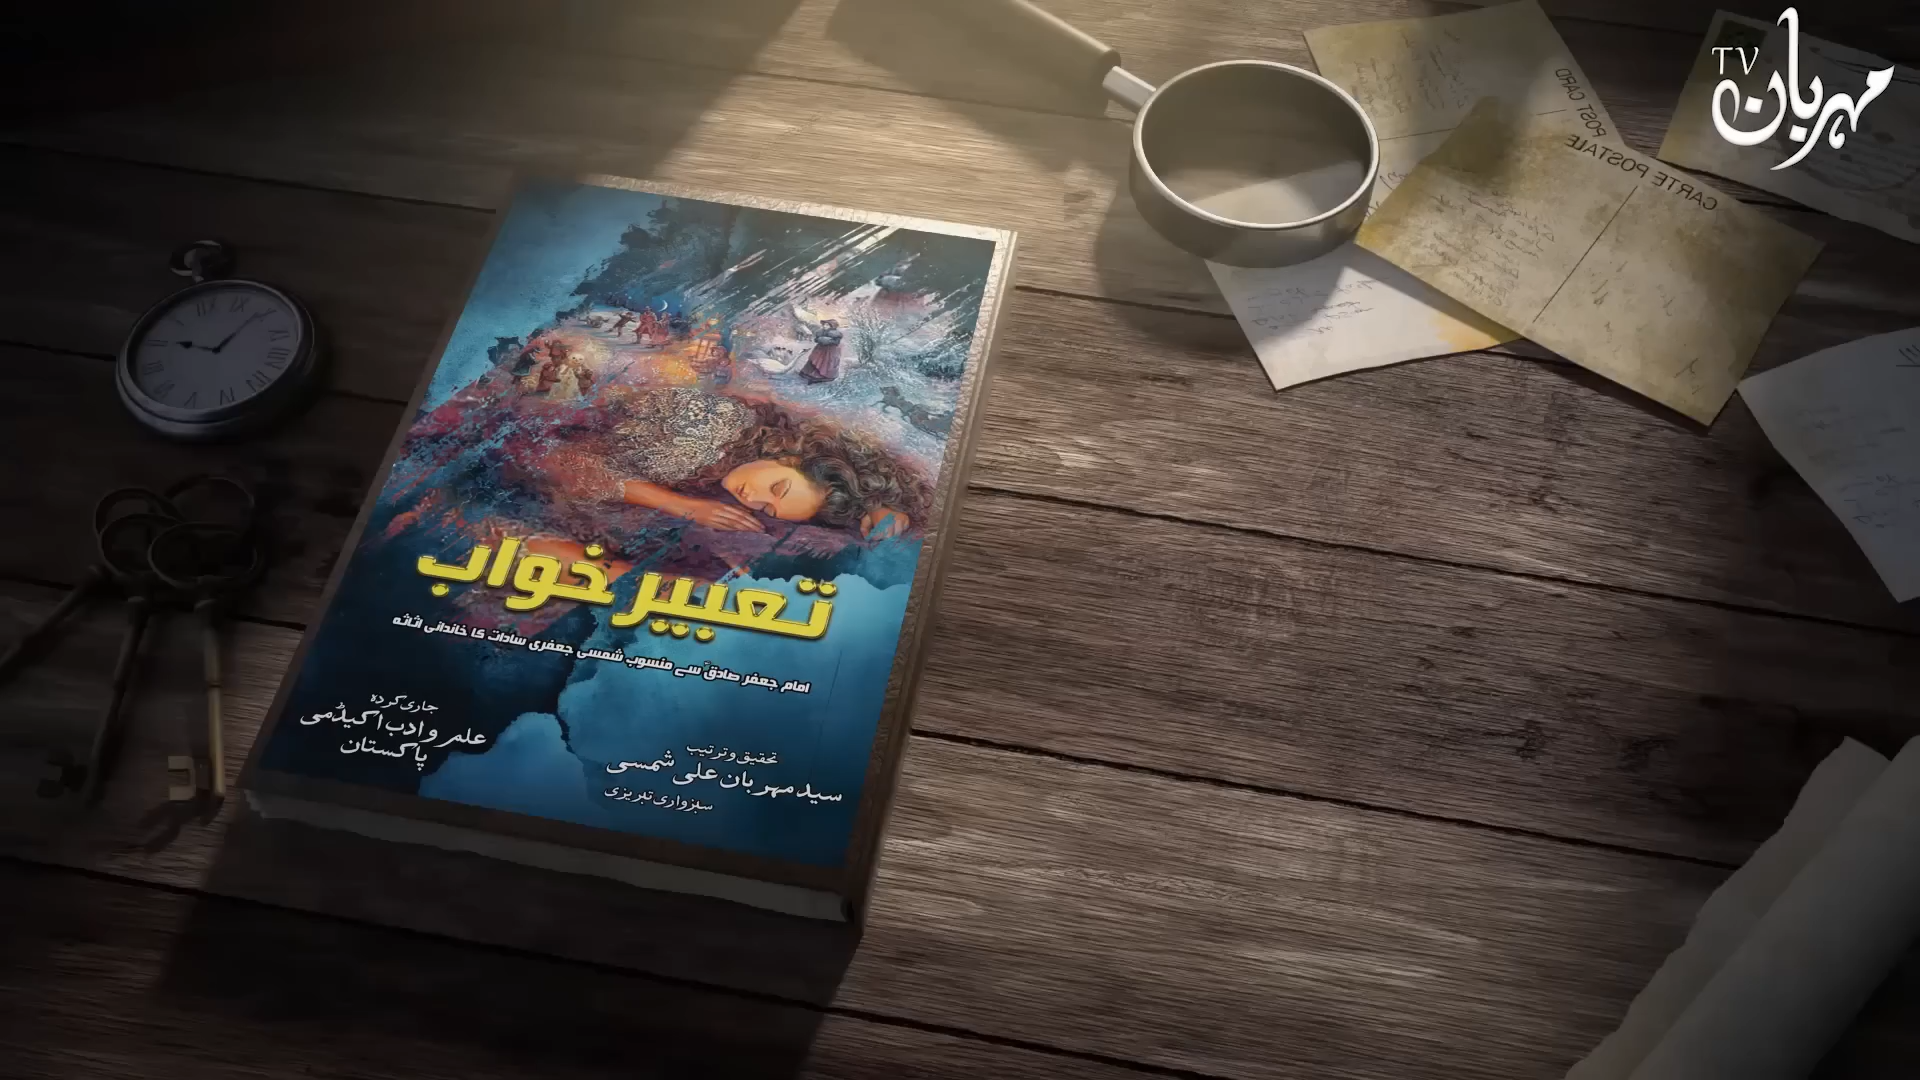 مہربان TV
POST CARD
CARTE POSTALE
تعبیر خواب
امام جعفر صادقؑ سے منسوب شمسی جعفری سادات کا خاندانی اثاثہ
جاری کردہ
علم و ادب اکیڈمی
پاکستان
تحقیق و ترتیب
سید مہربان علی شمسی
سبزواری تبریزی